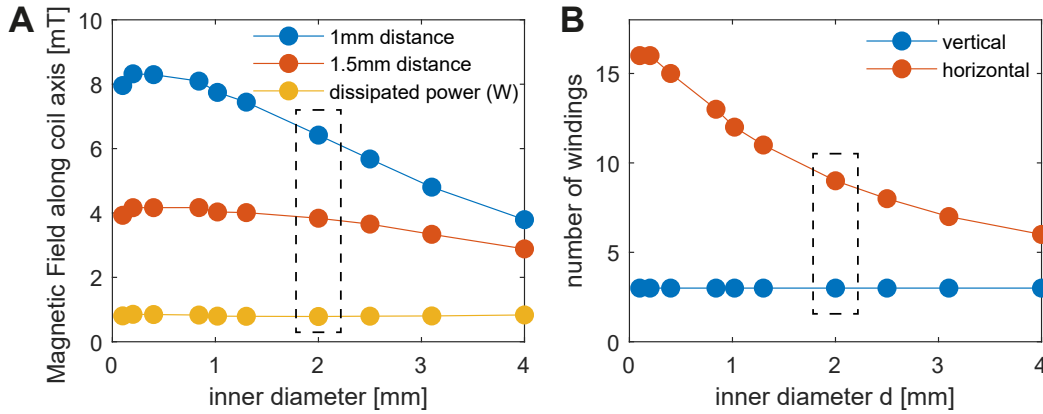 A
Magnetic Field along coil axis [mT]
10
8
6
4
2
0
1mm distance
1.5mm distance
dissipated power (W)
0 1 2 3 4
inner diameter [mm]
B
number of windings
15
10
5
0
vertical
horizontal
0 1 2 3 4
inner diameter d [mm]